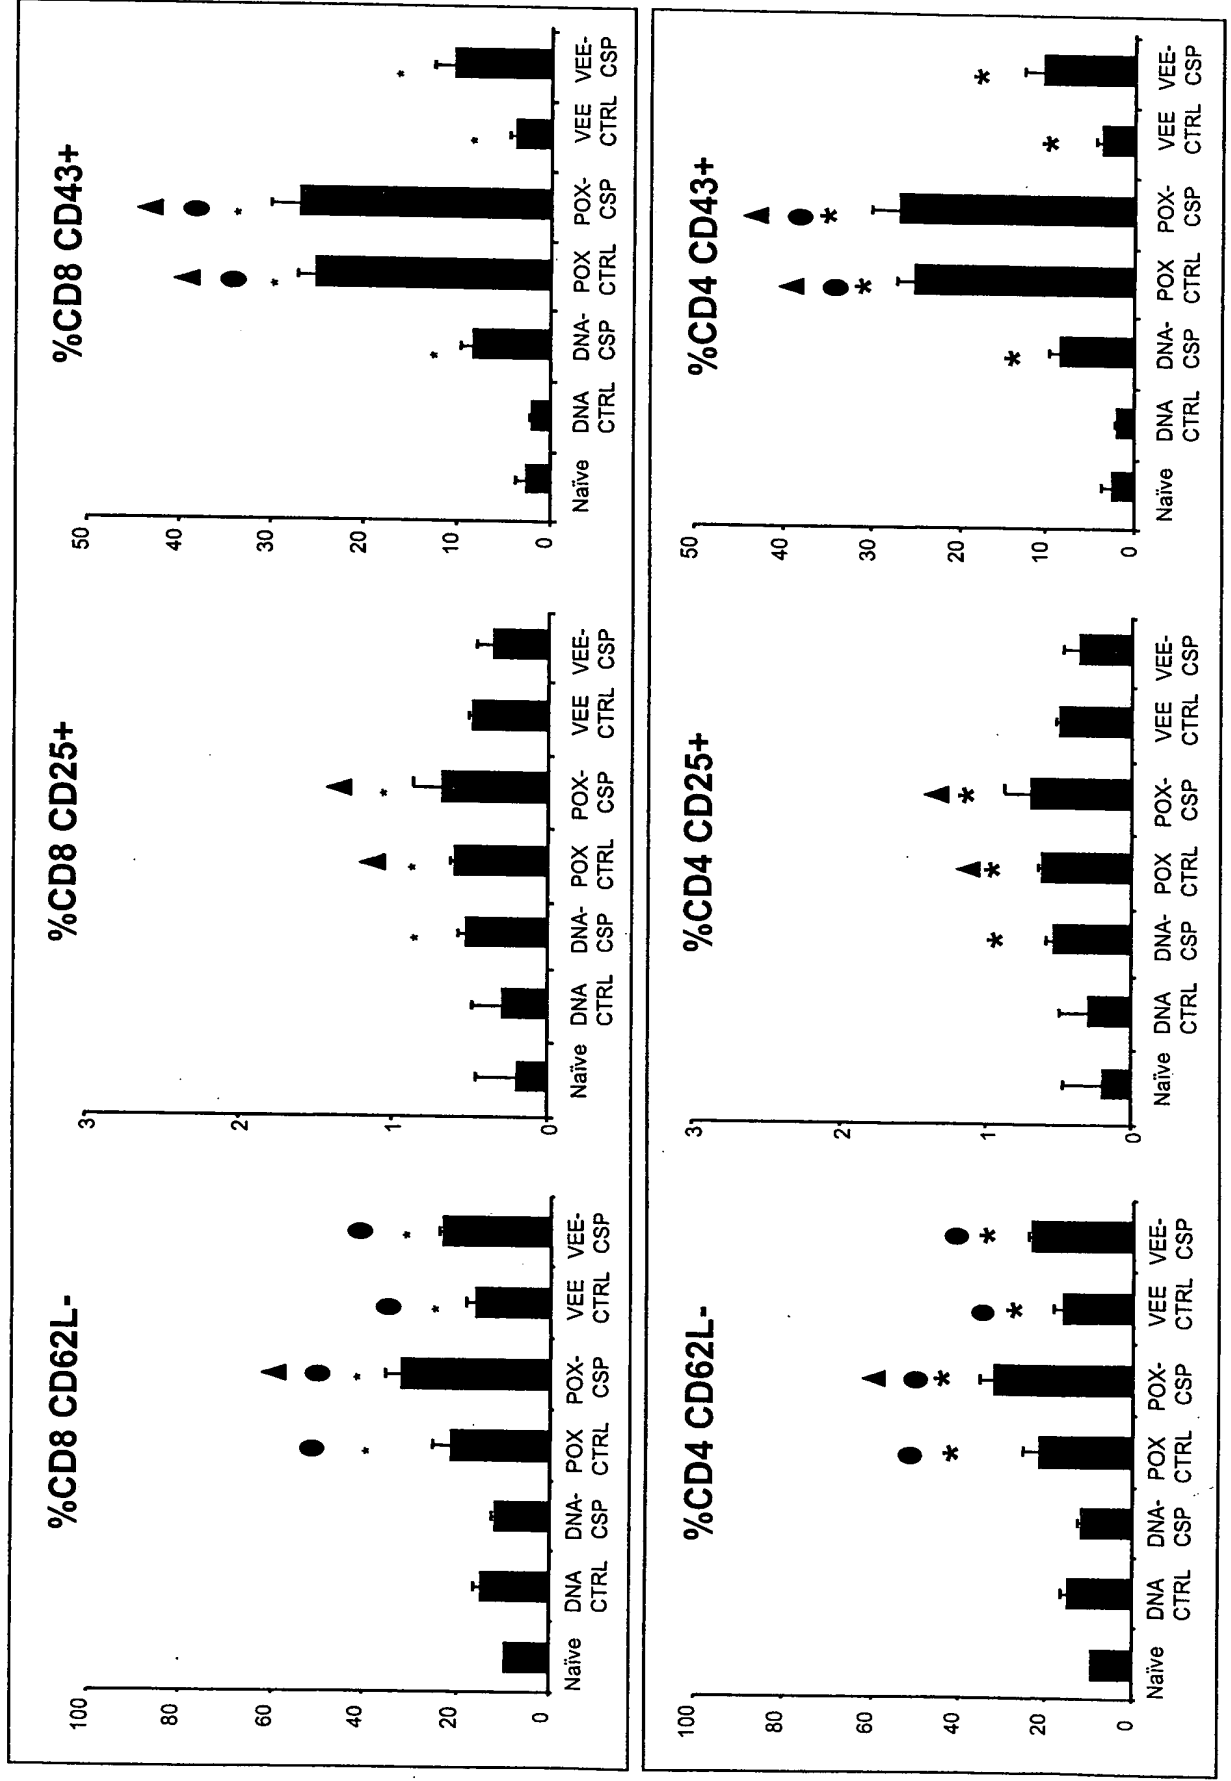 %CD8 CD62L-
100
80
60
40
20
0
Naïve DNA DNA- POX POX- VEE VEE-
CTRL CSP CTRL CSP CTRL CSP
%CD8 CD25+
3
2
1
0
Naïve DNA DNA- POX POX- VEE VEE-
CTRL CSP CTRL CSP CTRL CSP
%CD8 CD43+
50
40
30
20
10
0
Naïve DNA DNA- POX POX- VEE VEE-
CTRL CSP CTRL CSP CTRL CSP
%CD4 CD62L-
100
80
60
40
20
0
Naïve DNA DNA- POX POX- VEE VEE-
CTRL CSP CTRL CSP CTRL CSP
%CD4 CD25+
3
2
1
0
Naïve DNA DNA- POX POX- VEE VEE-
CTRL CSP CTRL CSP CTRL CSP
%CD4 CD43+
50
40
30
20
10
0
Naïve DNA DNA- POX POX- VEE VEE-
CTRL CSP CTRL CSP CTRL CSP